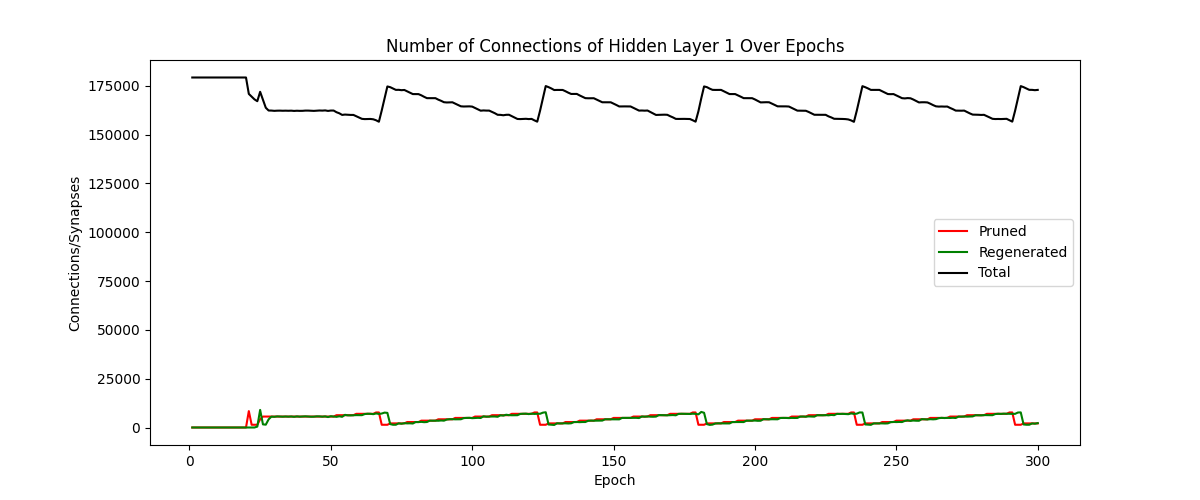 Number of Connections of Hidden Layer 1 Over Epochs
175000
150000
125000
100000
75000
50000
25000
0
Connections/Synapses
Pruned
Regenerated
Total
0 50 100 150 200 250 300
Epoch